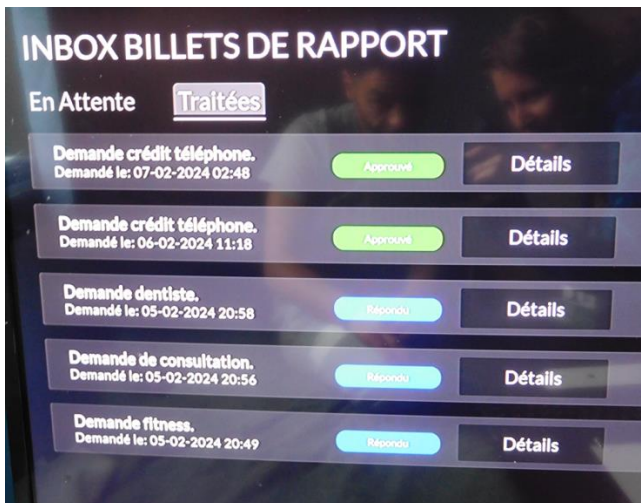 INBOX BILLETS DE RAPPORT
En Attente Traitées
Demande crédit téléphone.
Demandé le: 07-02-2024 02:48
Approuvé
Détails
Demande crédit téléphone.
Demandé le: 06-02-2024 11:18
Approuvé
Détails
Demande dentiste.
Demandé le: 05-02-2024 20:58
Répondu
Détails
Demande de consultation.
Demandé le: 05-02-2024 20:56
Répondu
Détails
Demande fitness.
Demandé le: 05-02-2024 20:49
Répondu
Détails